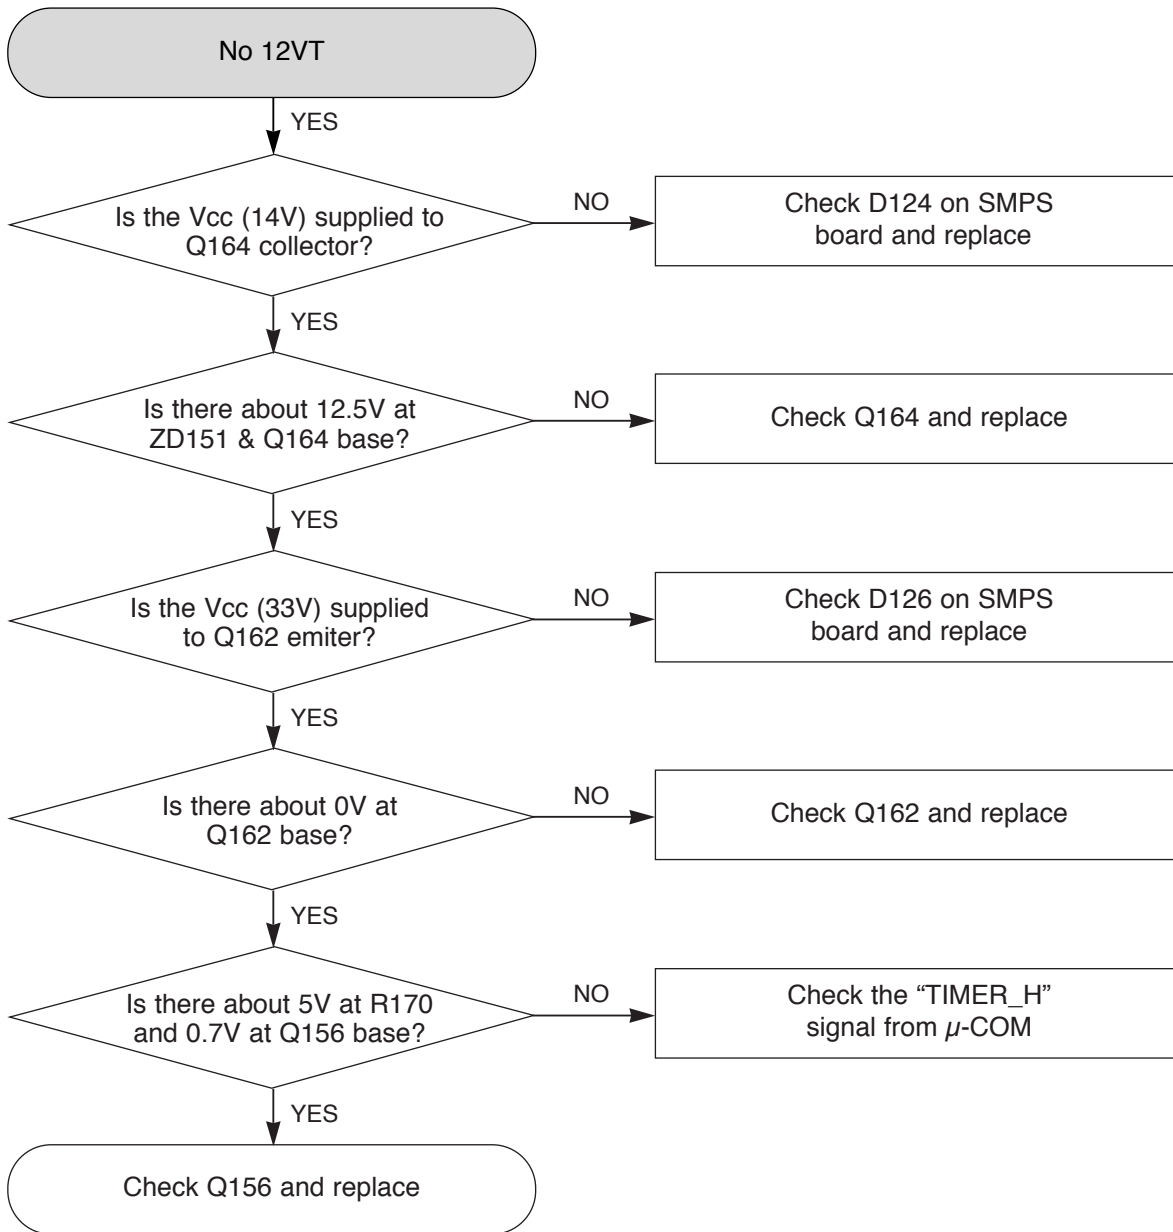 No 12VT
YES
Is the Vcc (14V) supplied to
Q164 collector?
NO
Check D124 on SMPS
board and replace
YES
Is there about 12.5V at
ZD151 & Q164 base?
NO
Check Q164 and replace
YES
Is the Vcc (33V) supplied
to Q162 emiter?
NO
Check D126 on SMPS
board and replace
YES
Is there about 0V at
Q162 base?
NO
Check Q162 and replace
YES
Is there about 5V at R170
and 0.7V at Q156 base?
NO
Check the “TIMER_H”
signal from µ-COM
YES
Check Q156 and replace